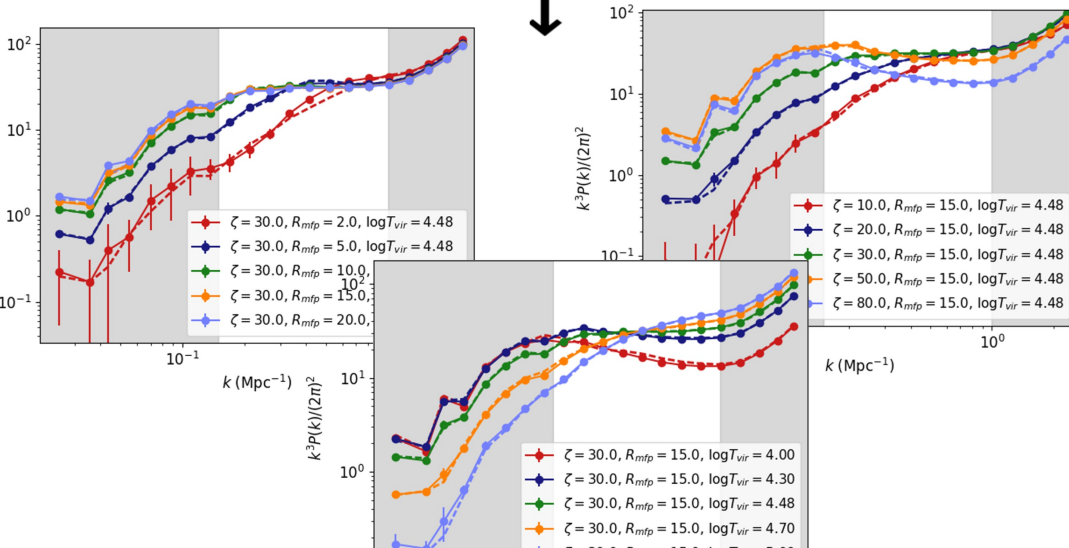 10²
10¹
10⁰
10⁻¹
10⁻¹
k (Mpc⁻¹)
ζ = 30.0, R_mfp = 2.0, logT_vir = 4.48
ζ = 30.0, R_mfp = 5.0, logT_vir = 4.48
ζ = 30.0, R_mfp = 10.0,
ζ = 30.0, R_mfp = 15.0,
ζ = 30.0, R_mfp = 20.0,
10²
10¹
10⁰
10⁻¹
k³P(k)/(2π)²
ζ = 10.0, R_mfp = 15.0, logT_vir = 4.48
ζ = 20.0, R_mfp = 15.0, logT_vir = 4.48
ζ = 30.0, R_mfp = 15.0, logT_vir = 4.48
ζ = 50.0, R_mfp = 15.0, logT_vir = 4.48
ζ = 80.0, R_mfp = 15.0, logT_vir = 4.48
10⁰
k (Mpc⁻¹)
10²
10¹
10⁰
k³P(k)/(2π)²
ζ = 30.0, R_mfp = 15.0, logT_vir = 4.00
ζ = 30.0, R_mfp = 15.0, logT_vir = 4.30
ζ = 30.0, R_mfp = 15.0, logT_vir = 4.48
ζ = 30.0, R_mfp = 15.0, logT_vir = 4.70